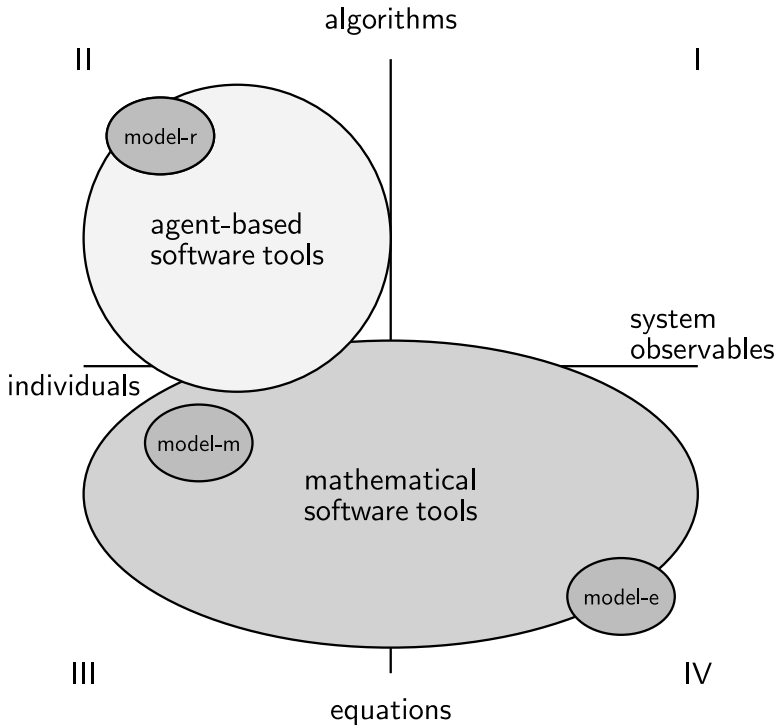 algorithms
II
I
model-r
agent-based
software tools
system
observables
individuals
model-m
mathematical
software tools
model-e
III
IV
equations